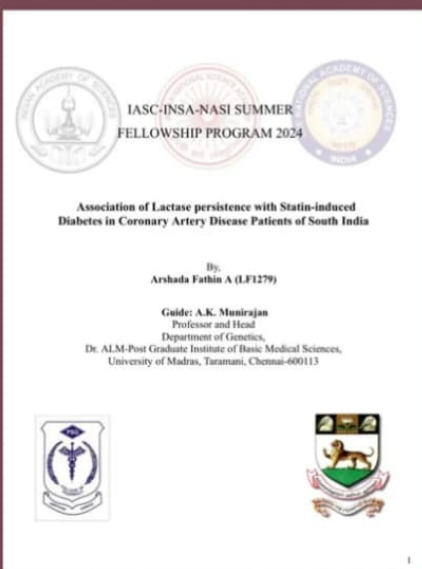 IASC-INSA-NASI SUMMER
FELLOWSHIP PROGRAM 2024
Association of Lactase persistence with Statin-induced
Diabetes in Coronary Artery Disease Patients of South India
By,
Arshada Fathin A (LF1279)
Guide: A.K. Munirajan
Professor and Head
Department of Genetics,
Dr. ALM-Post Graduate Institute of Basic Medical Sciences,
University of Madras, Taramani, Chennai-600113
PSG
1